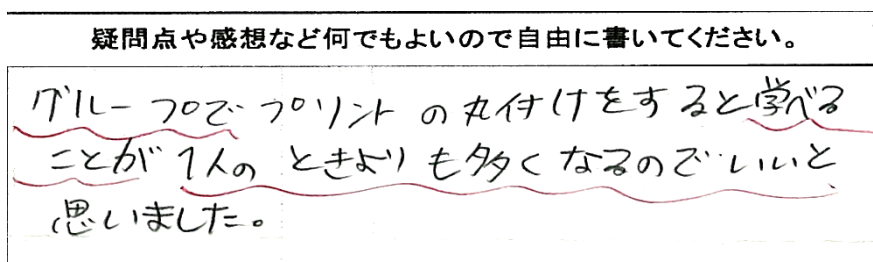 疑問点や感想など何でもよいので自由に書いてください。
グループでプリントの丸付けをすると学べる
ことが1人のときよりも多くなるのでいいと
思いました。